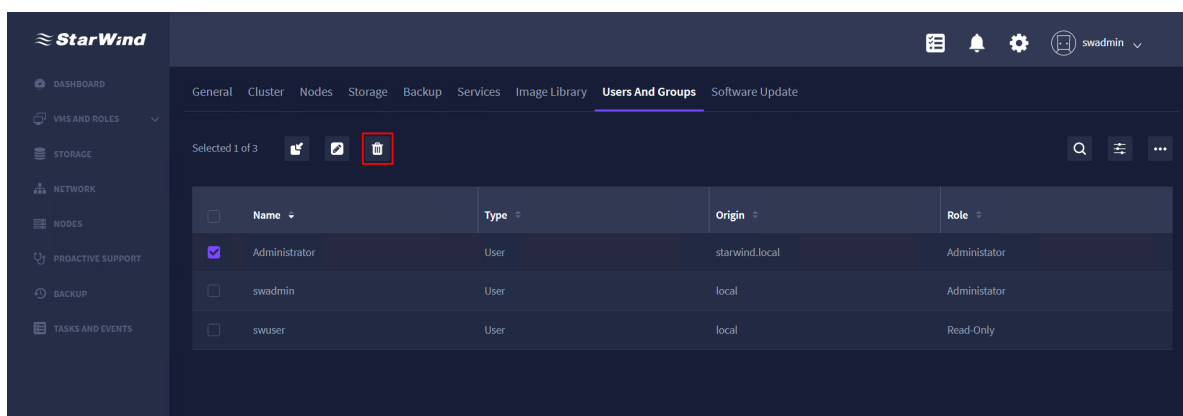 StarWind
swadmin
DASHBOARD
VMS AND ROLES
STORAGE
NETWORK
NODES
PROACTIVE SUPPORT
BACKUP
TASKS AND EVENTS
General Cluster Nodes Storage Backup Services Image Library Users And Groups Software Update
Selected 1 of 3
Name Type Origin Role
Administrator User starwind.local Administator
swadmin User local Administator
swuser User local Read-Only